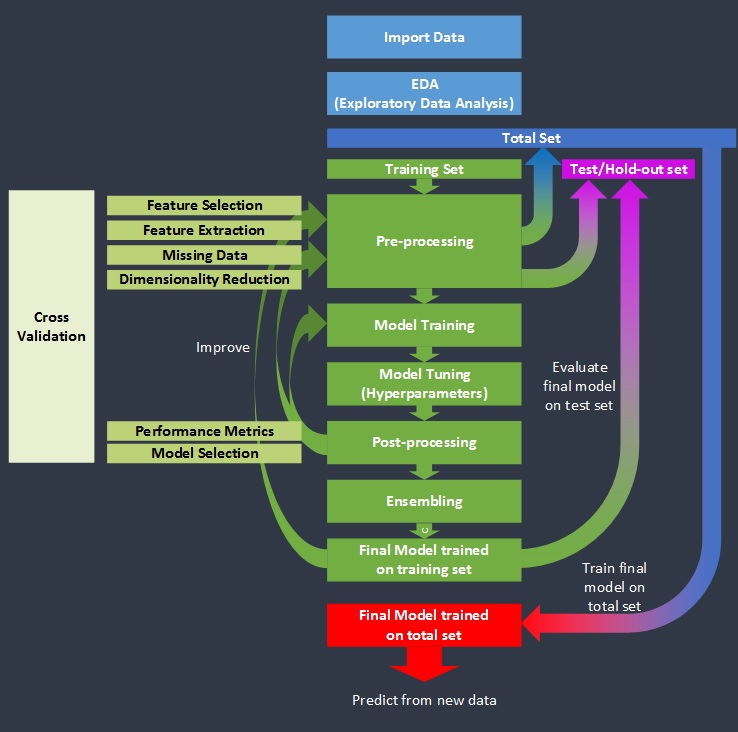 Import Data
EDA
(Exploratory Data Analysis)
Total Set
Training Set
Test/Hold-out set
Feature Selection
Feature Extraction
Missing Data
Dimensionality Reduction
Pre-processing
Cross
Validation
Improve
Model Training
Model Tuning
(Hyperparameters)
Evaluate
final model
on test set
Performance Metrics
Model Selection
Post-processing
Ensembling
Final Model trained
on training set
Train final
model on
total set
Final Model trained
on total set
Predict from new data